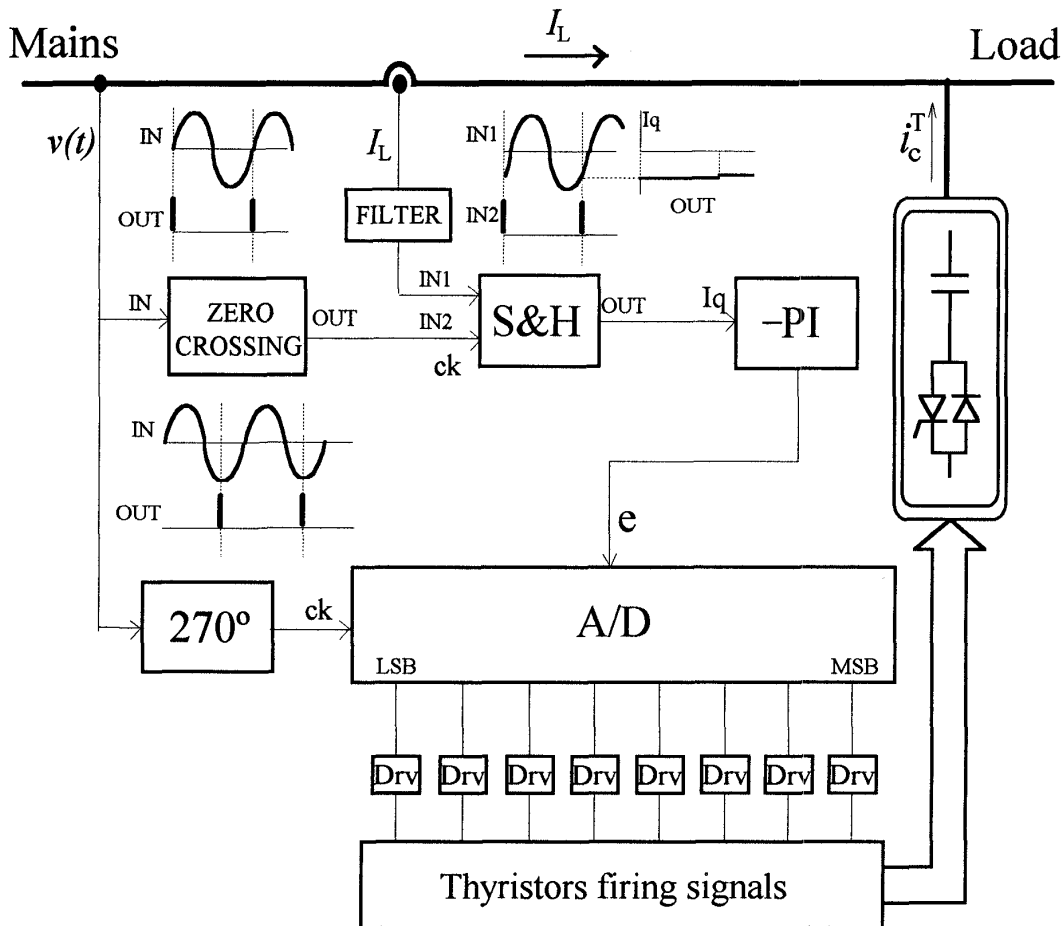 Mains
I_L
Load
v(t)
IN
OUT
I_L
FILTER
IN1
IN2
Iq
OUT
i_c^T
IN
ZERO
CROSSING
OUT
IN1
IN2
ck
S&H
OUT
Iq
–PI
IN
OUT
e
270º
ck
A/D
LSB
MSB
Drv
Drv
Drv
Drv
Drv
Drv
Drv
Drv
Thyristors firing signals